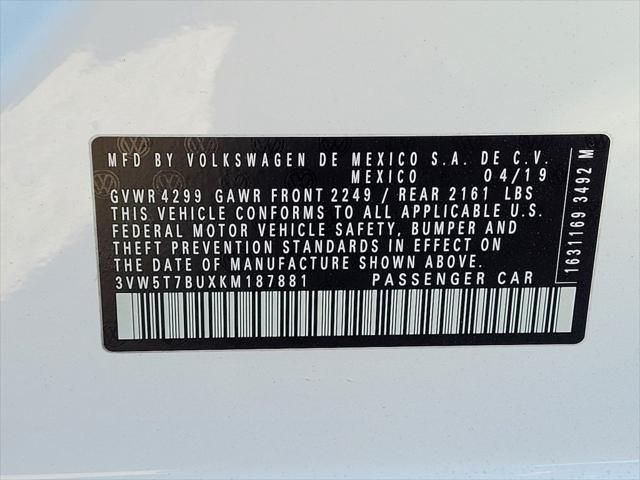 MFD BY VOLKSWAGEN DE MEXICO S.A. DE C.V.
MEXICO 04/19
GVWR 4299 GAWR FRONT 2249 / REAR 2161 LBS
THIS VEHICLE CONFORMS TO ALL APPLICABLE U.S.
FEDERAL MOTOR VEHICLE SAFETY, BUMPER AND
THEFT PREVENTION STANDARDS IN EFFECT ON
THE DATE OF MANUFACTURE SHOWN ABOVE.
3VW5T7BUXKM187881 PASSENGER CAR
1631169 3492 M